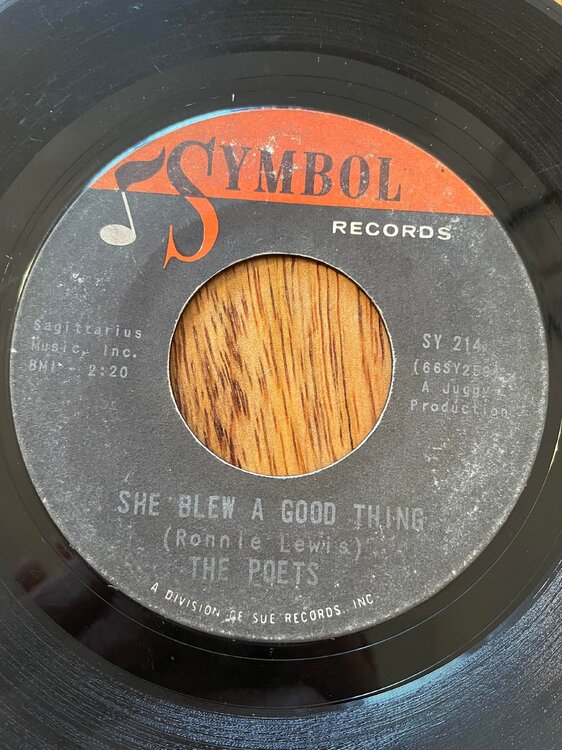 SYMBOL
RECORDS
Sagittarius
Music, Inc.
BMI - 2:20
SY 214
A Juggy
Production
SHE BLEW A GOOD THING
(Ronnie Lewis)
THE POETS
A DIVISION OF SUE RECORDS, INC.